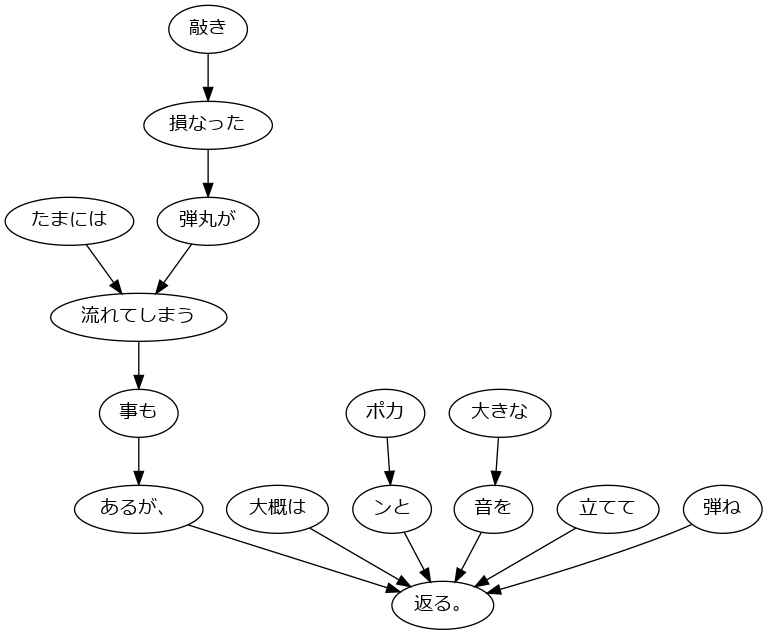 敲き
損なった
たまには 弾丸が
流れてしまう
事も ポカ 大きな
あるが、 大概は ンと 音を 立てて 弾ね
返る。